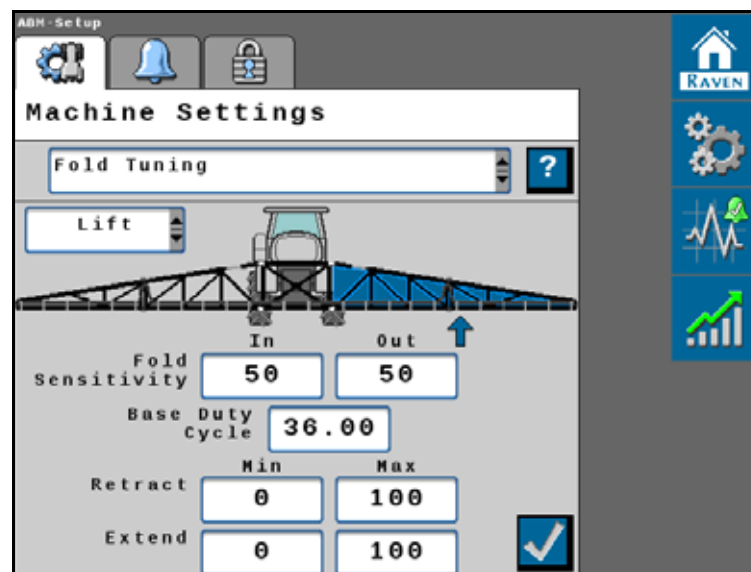 ABM-Setup
RAVEN
Machine Settings
Fold Tuning
?
Lift
In Out
Fold Sensitivity 50 50
Base Duty Cycle 36.00
Min Max
Retract 0 100
Extend 0 100